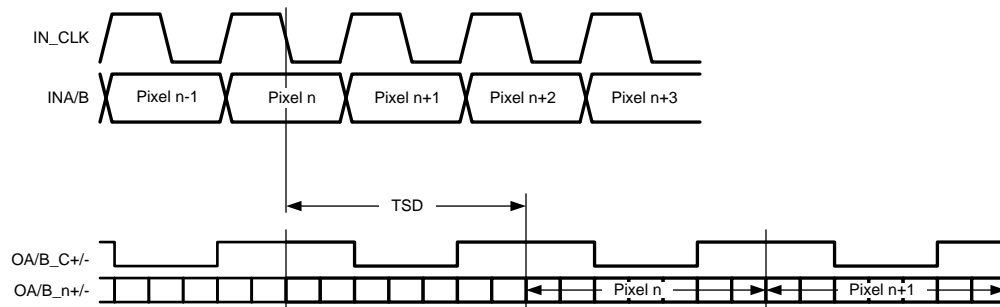 IN_CLK
INA/B
Pixel n-1
Pixel n
Pixel n+1
Pixel n+2
Pixel n+3
TSD
OA/B_C+/-
OA/B_n+/-
Pixel n
Pixel n+1